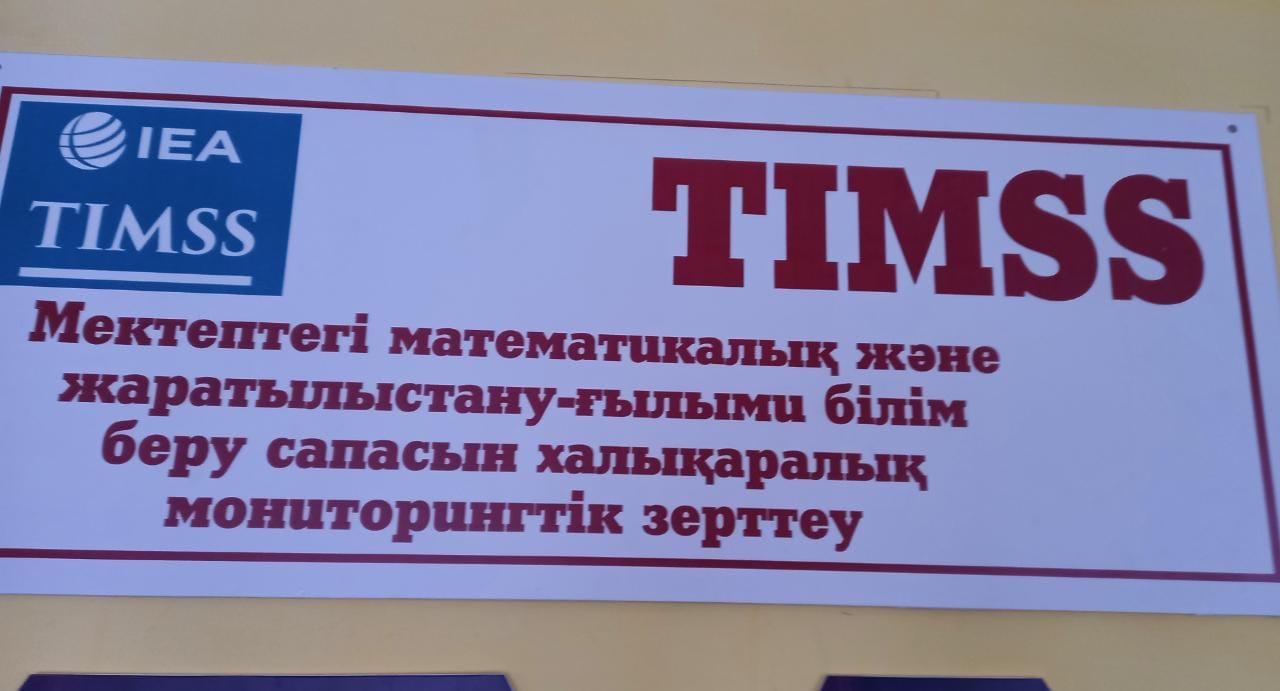 IEA
TIMSS
TIMSS
Мектептегі математикалық және
жаратылыстану-ғылыми білім
беру сапасын халықаралық
мониторингтік зерттеу